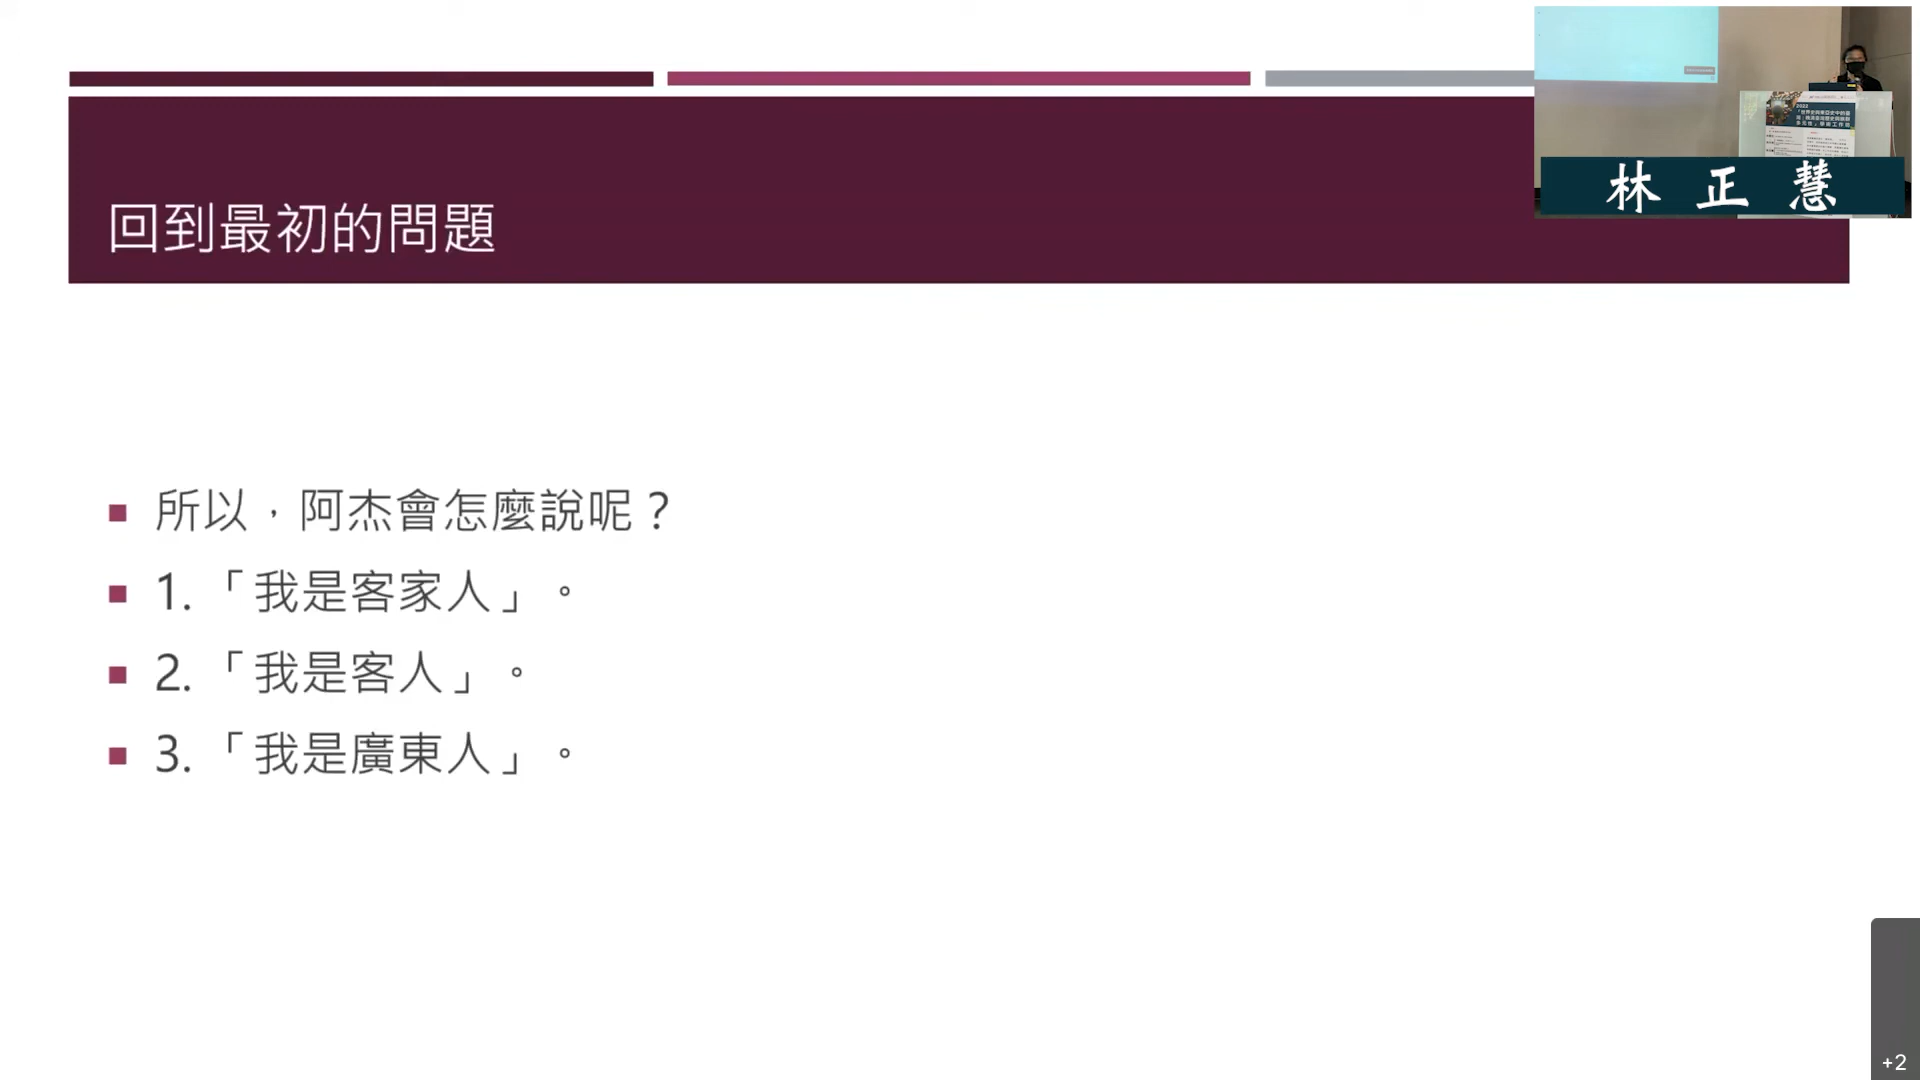 回到最初的問題
所以，阿杰會怎麼說呢？
1.「我是客家人」。
2.「我是客人」。
3.「我是廣東人」。
林 正 慧
2022
+2